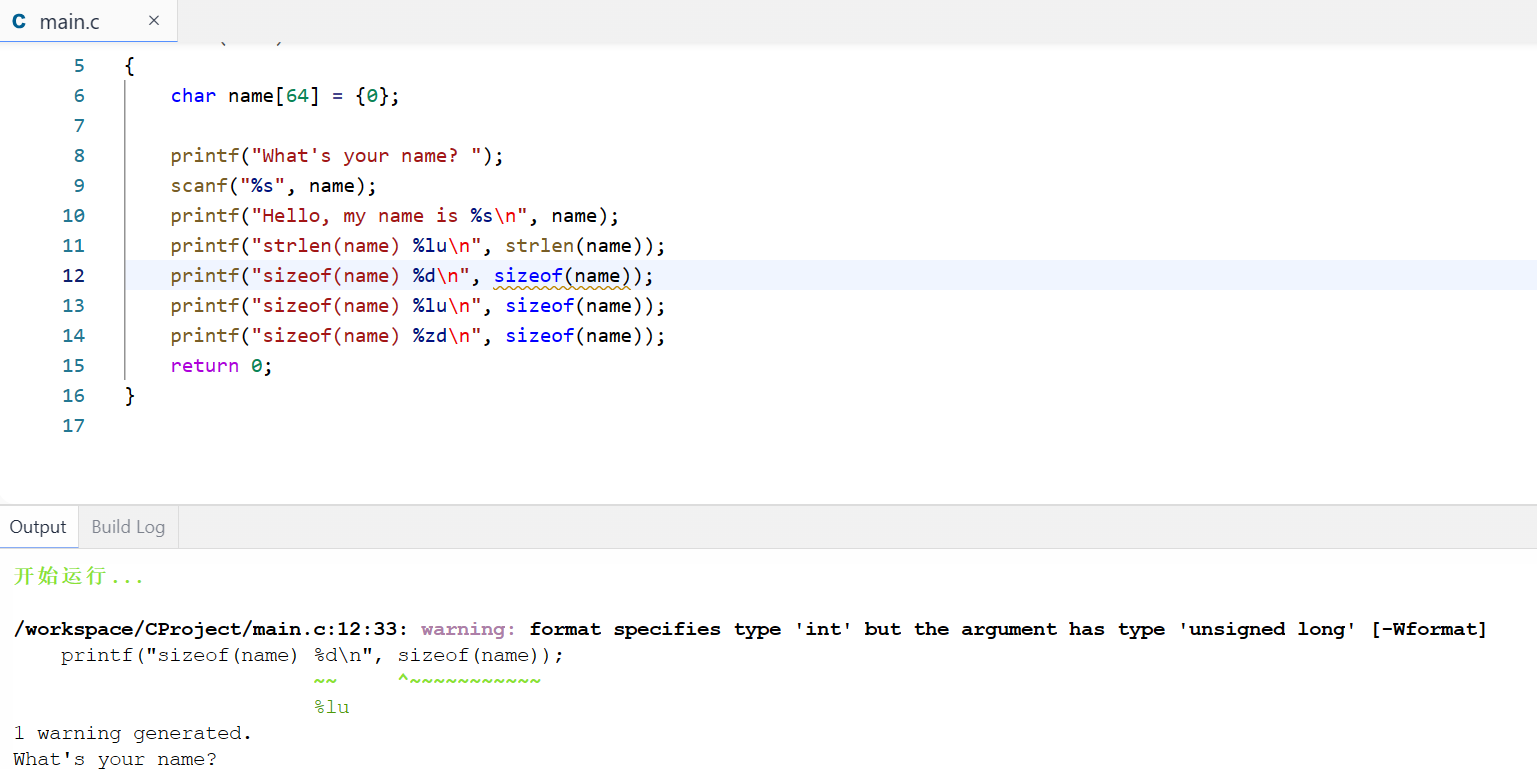 C main.c ×
5 {
6 char name[64] = {0};
7
8 printf("What's your name? ");
9 scanf("%s", name);
10 printf("Hello, my name is %s\n", name);
11 printf("strlen(name) %lu\n", strlen(name));
12 printf("sizeof(name) %d\n", sizeof(name));
13 printf("sizeof(name) %lu\n", sizeof(name));
14 printf("sizeof(name) %zd\n", sizeof(name));
15 return 0;
16 }
17
Output Build Log
开始运行...
/workspace/CProject/main.c:12:33: warning: format specifies type 'int' but the argument has type 'unsigned long' [-Wformat]
printf("sizeof(name) %d\n", sizeof(name));
~~ ^~~~~~~~~~~~
%lu
1 warning generated.
What's your name?